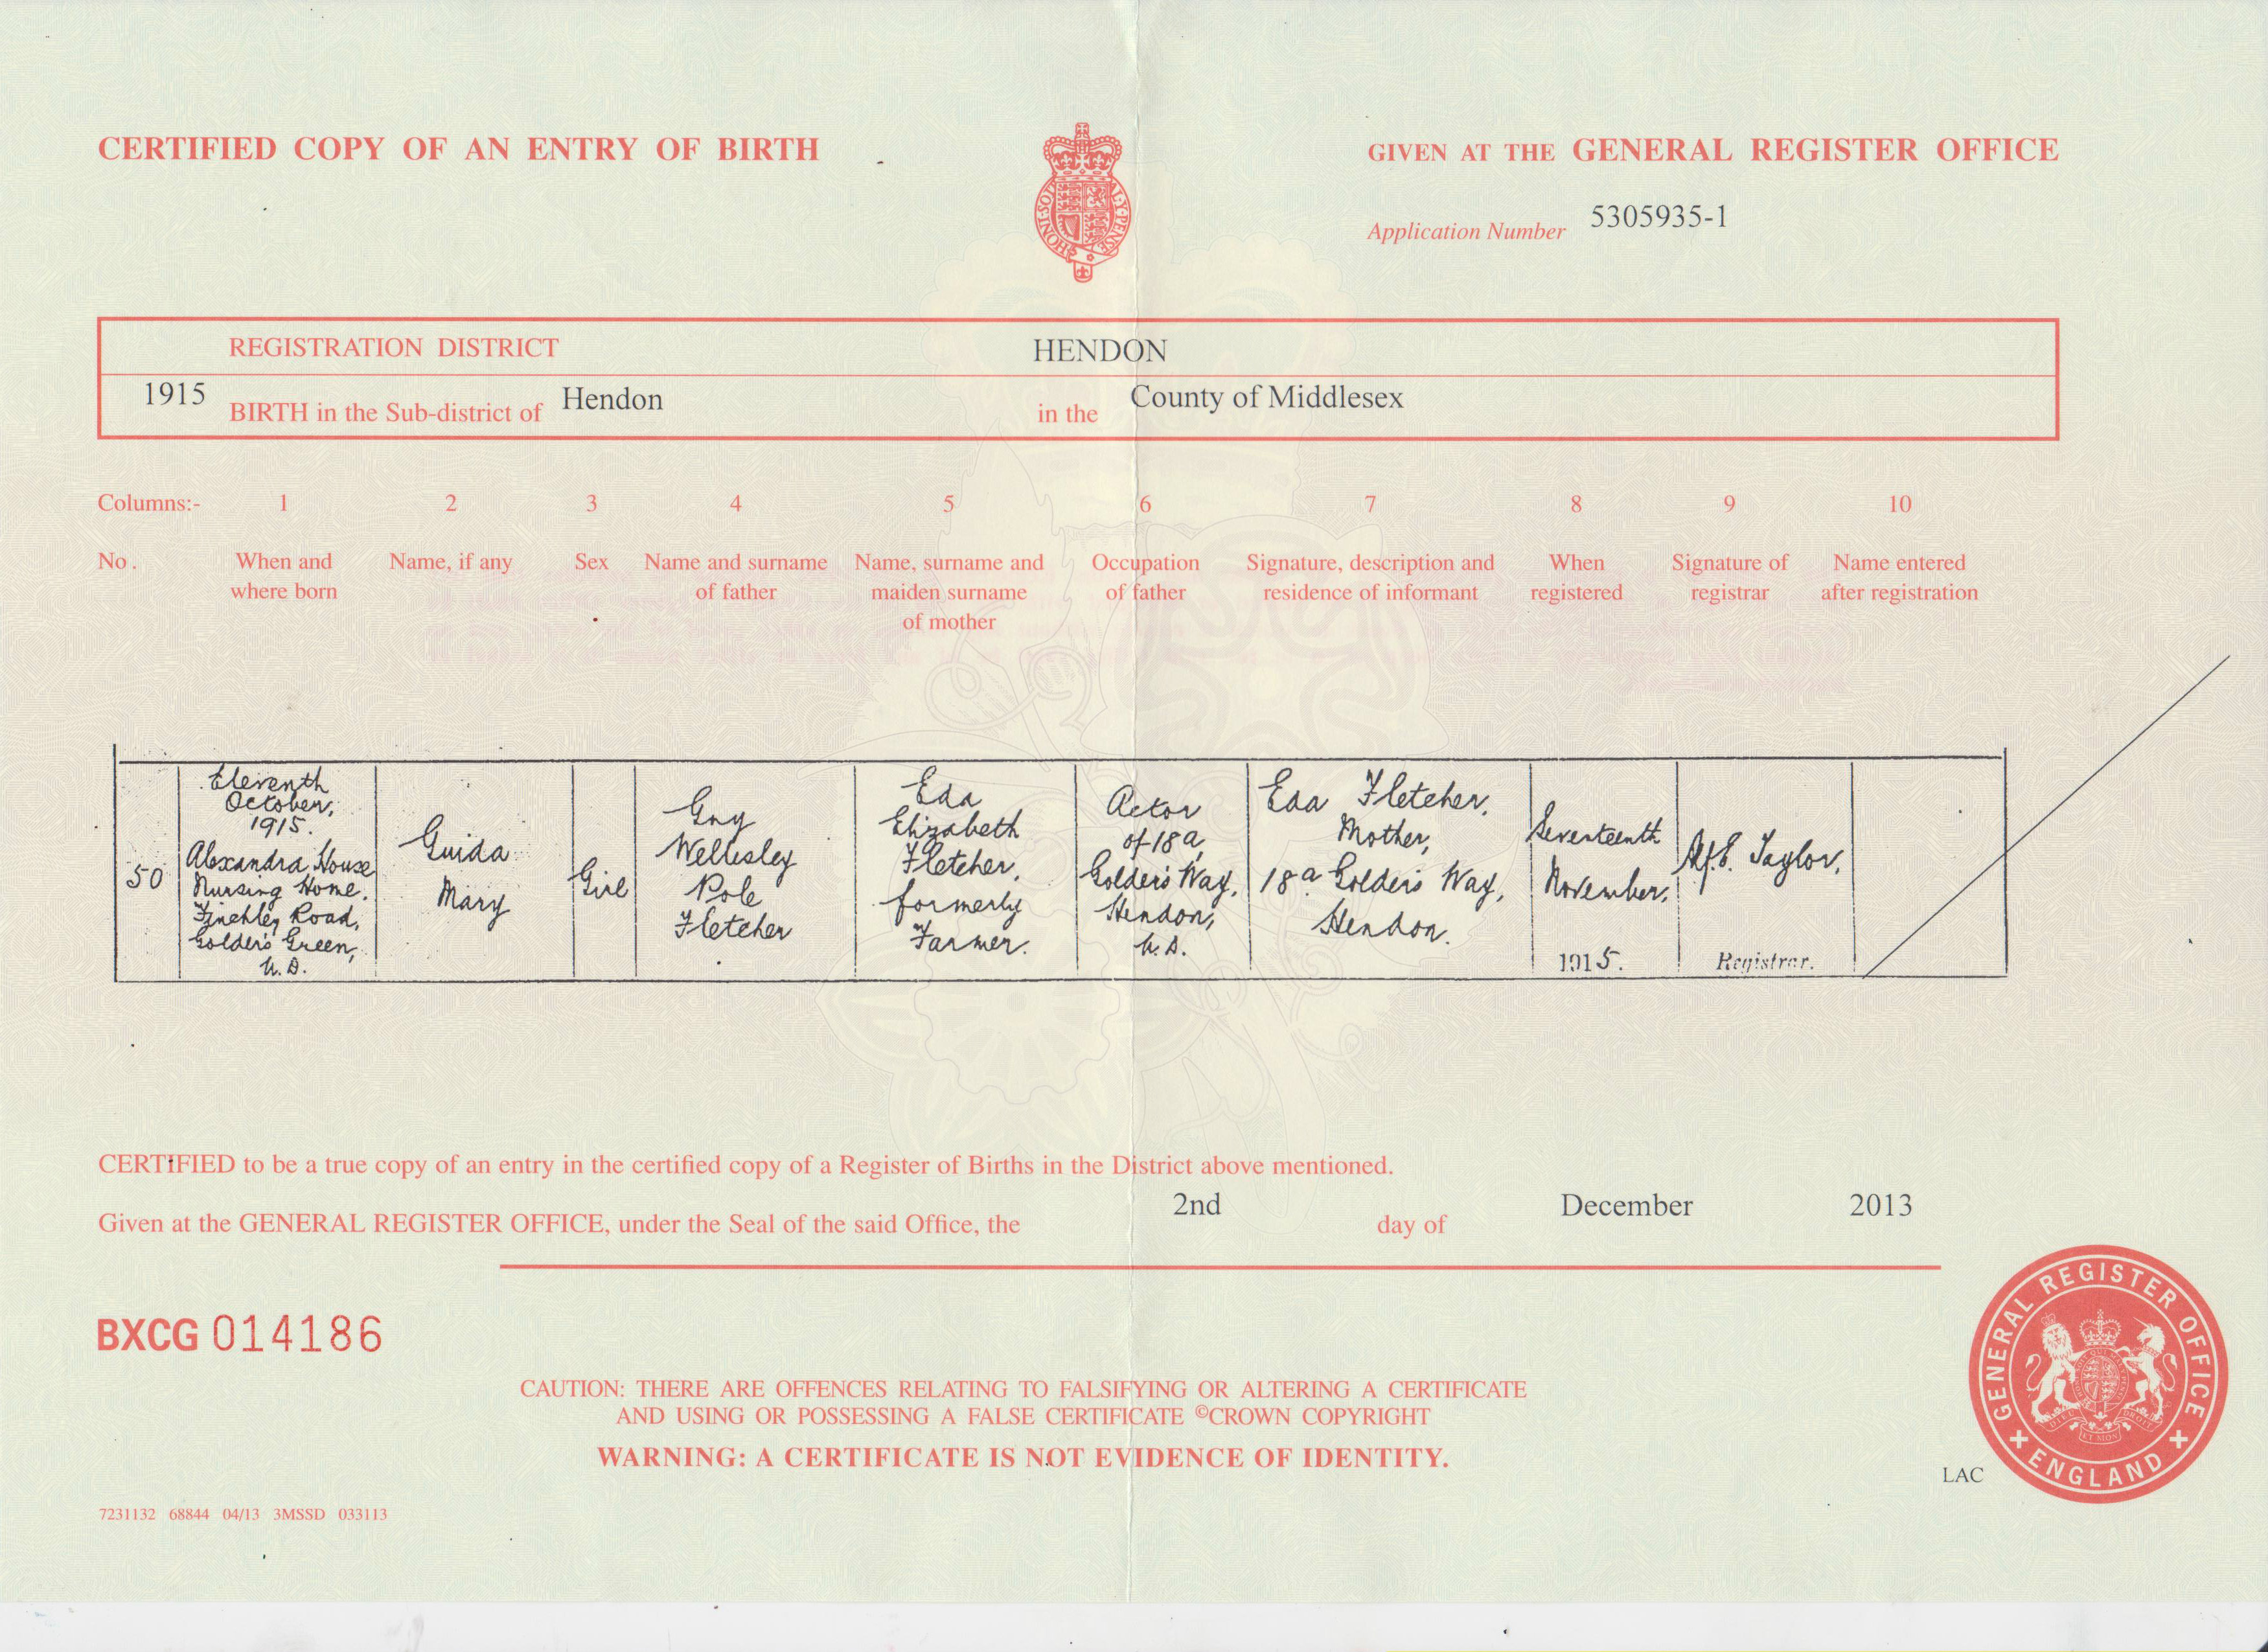 CERTIFIED COPY OF AN ENTRY OF BIRTH
GIVEN AT THE GENERAL REGISTER OFFICE
HONI·SOIT
AL·Y·PENSE
Application Number 5305935-1
REGISTRATION DISTRICT HENDON
1915 BIRTH in the Sub-district of Hendon in the County of Middlesex
Columns:- 1 2 3 4 5 6 7 8 9 10
No. When and where born
Name, if any
Sex
Name and surname of father
Name, surname and maiden surname of mother
Occupation of father
Signature, description and residence of informant
When registered
Signature of registrar
Name entered after registration
50
Eleventh
October,
1915.
Alexandra House
Nursing Home.
Finchley Road,
Golders Green,
U.D.
Guida
Mary
Girl
Guy
Wellesley
Pole
Fletcher
Eda
Elizabeth
Fletcher,
formerly
Farmer.
Actor
of 18a,
Golders Way,
Hendon,
U.D.
Eda Fletcher.
Mother,
18a Golders Way,
Hendon.
Seventeenth
November,
1915.
Alf. E. Taylor,
Registrar.
CERTIFIED to be a true copy of an entry in the certified copy of a Register of Births in the District above mentioned.
Given at the GENERAL REGISTER OFFICE, under the Seal of the said Office, the 2nd day of December 2013
BXCG 014186
CAUTION: THERE ARE OFFENCES RELATING TO FALSIFYING OR ALTERING A CERTIFICATE
AND USING OR POSSESSING A FALSE CERTIFICATE ©CROWN COPYRIGHT
WARNING: A CERTIFICATE IS NOT EVIDENCE OF IDENTITY.
GENERAL REGISTER OFFICE
ENGLAND
LAC
7231132 68844 04/13 3MSSD 033113